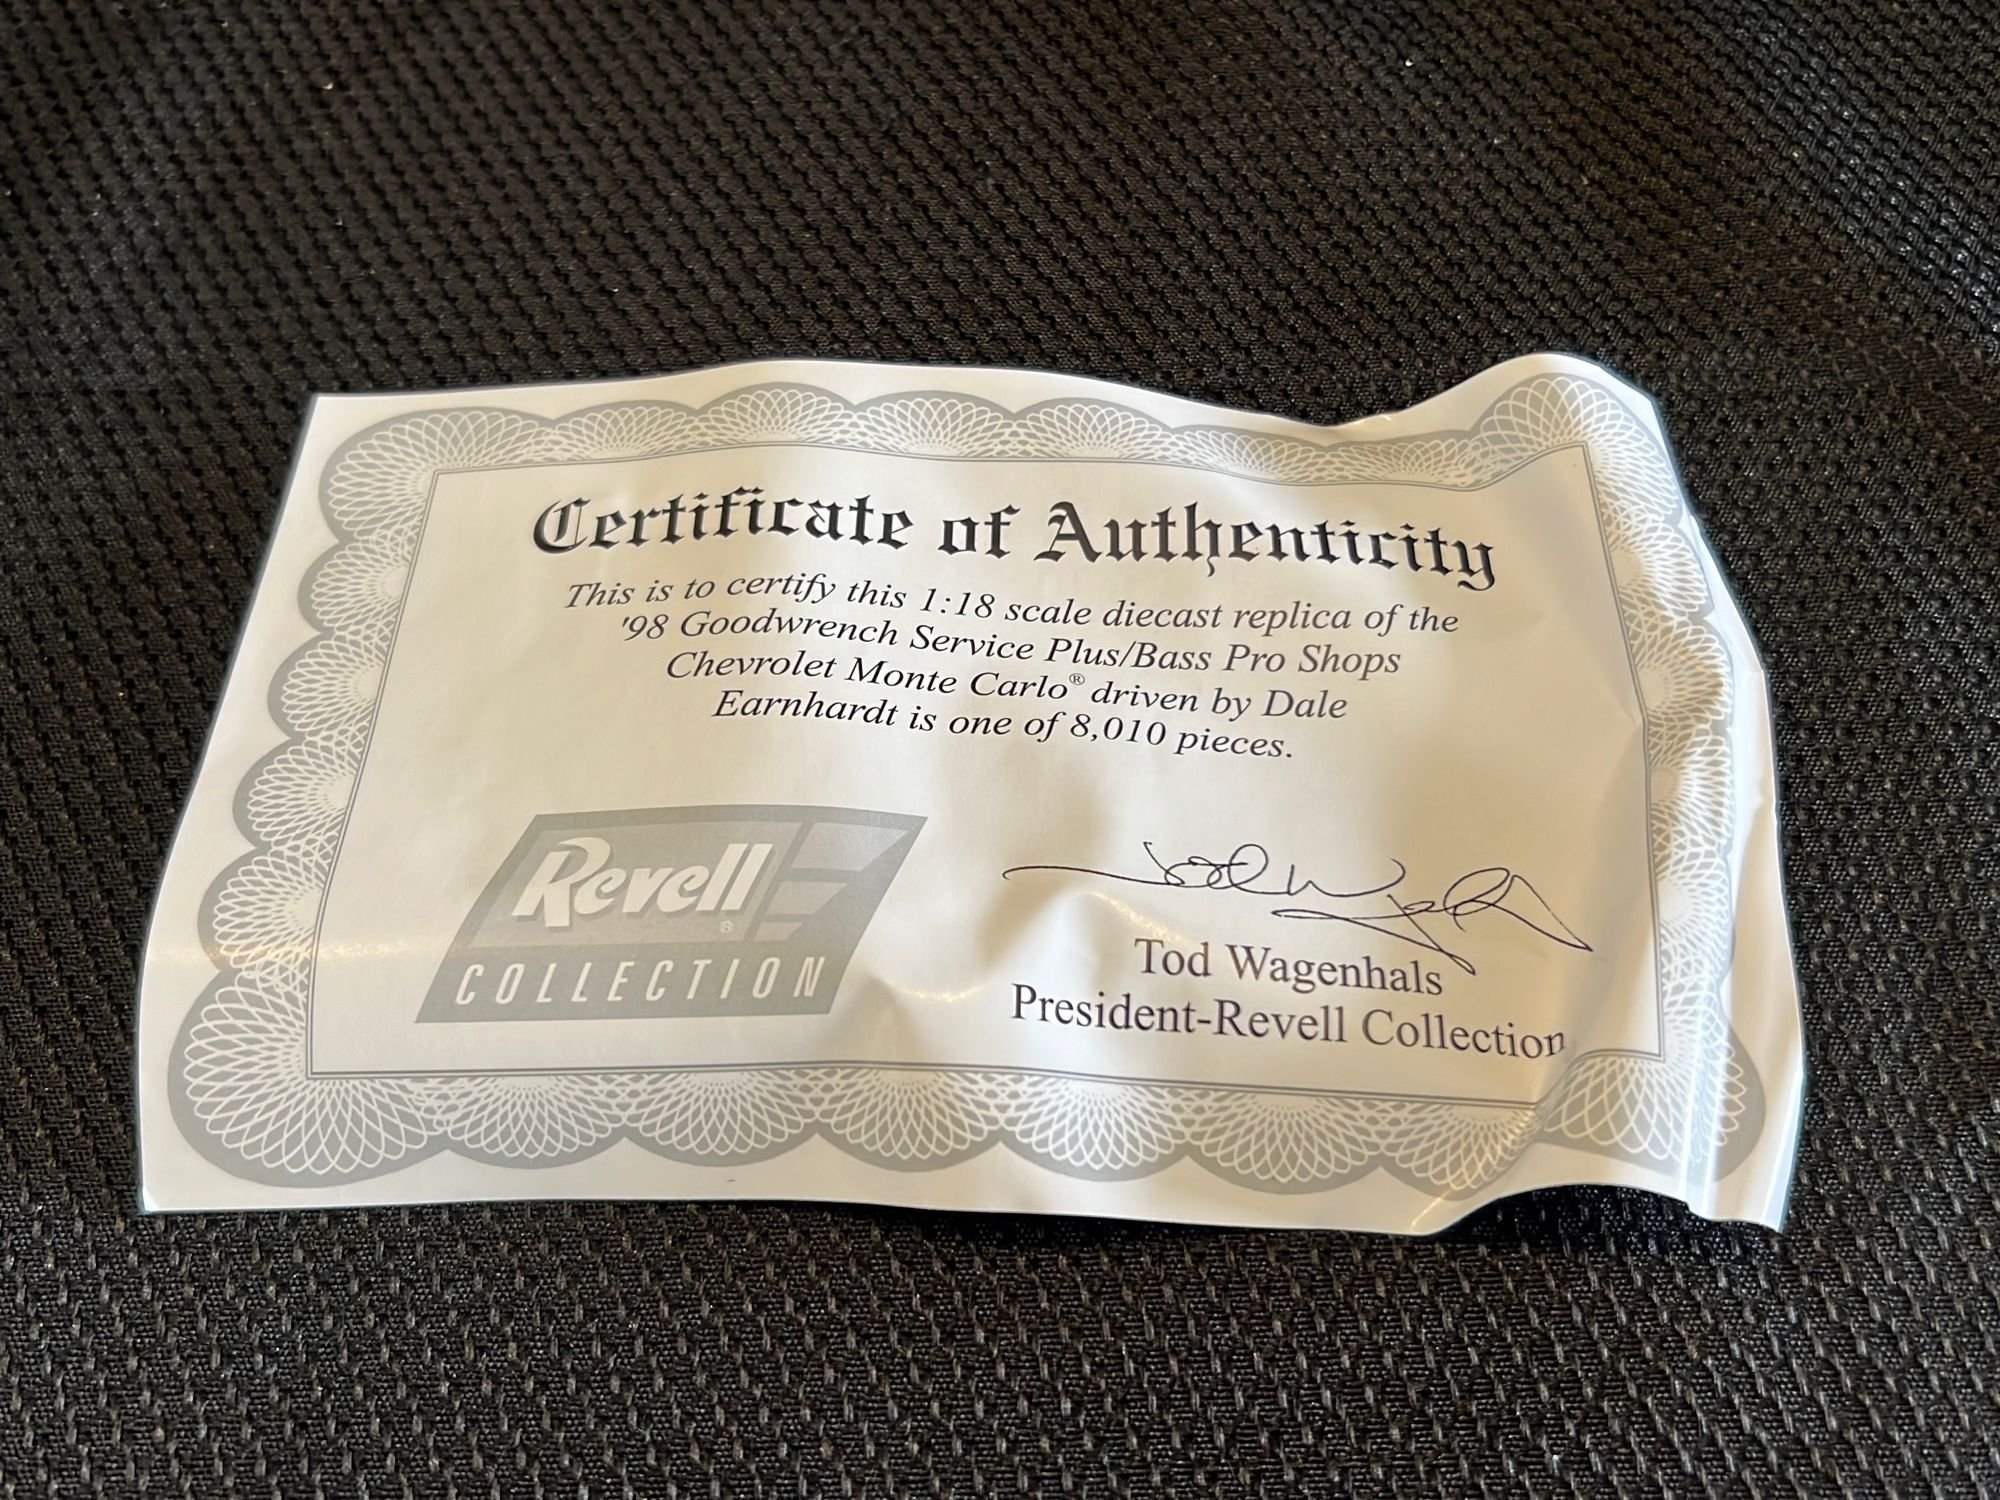 Certificate of Authenticity
This is to certify this 1:18 scale diecast replica of the
'98 Goodwrench Service Plus/Bass Pro Shops
Chevrolet Monte Carlo® driven by Dale
Earnhardt is one of 8,010 pieces.
Revell®
COLLECTION
Tod Wagenhals
President-Revell Collection